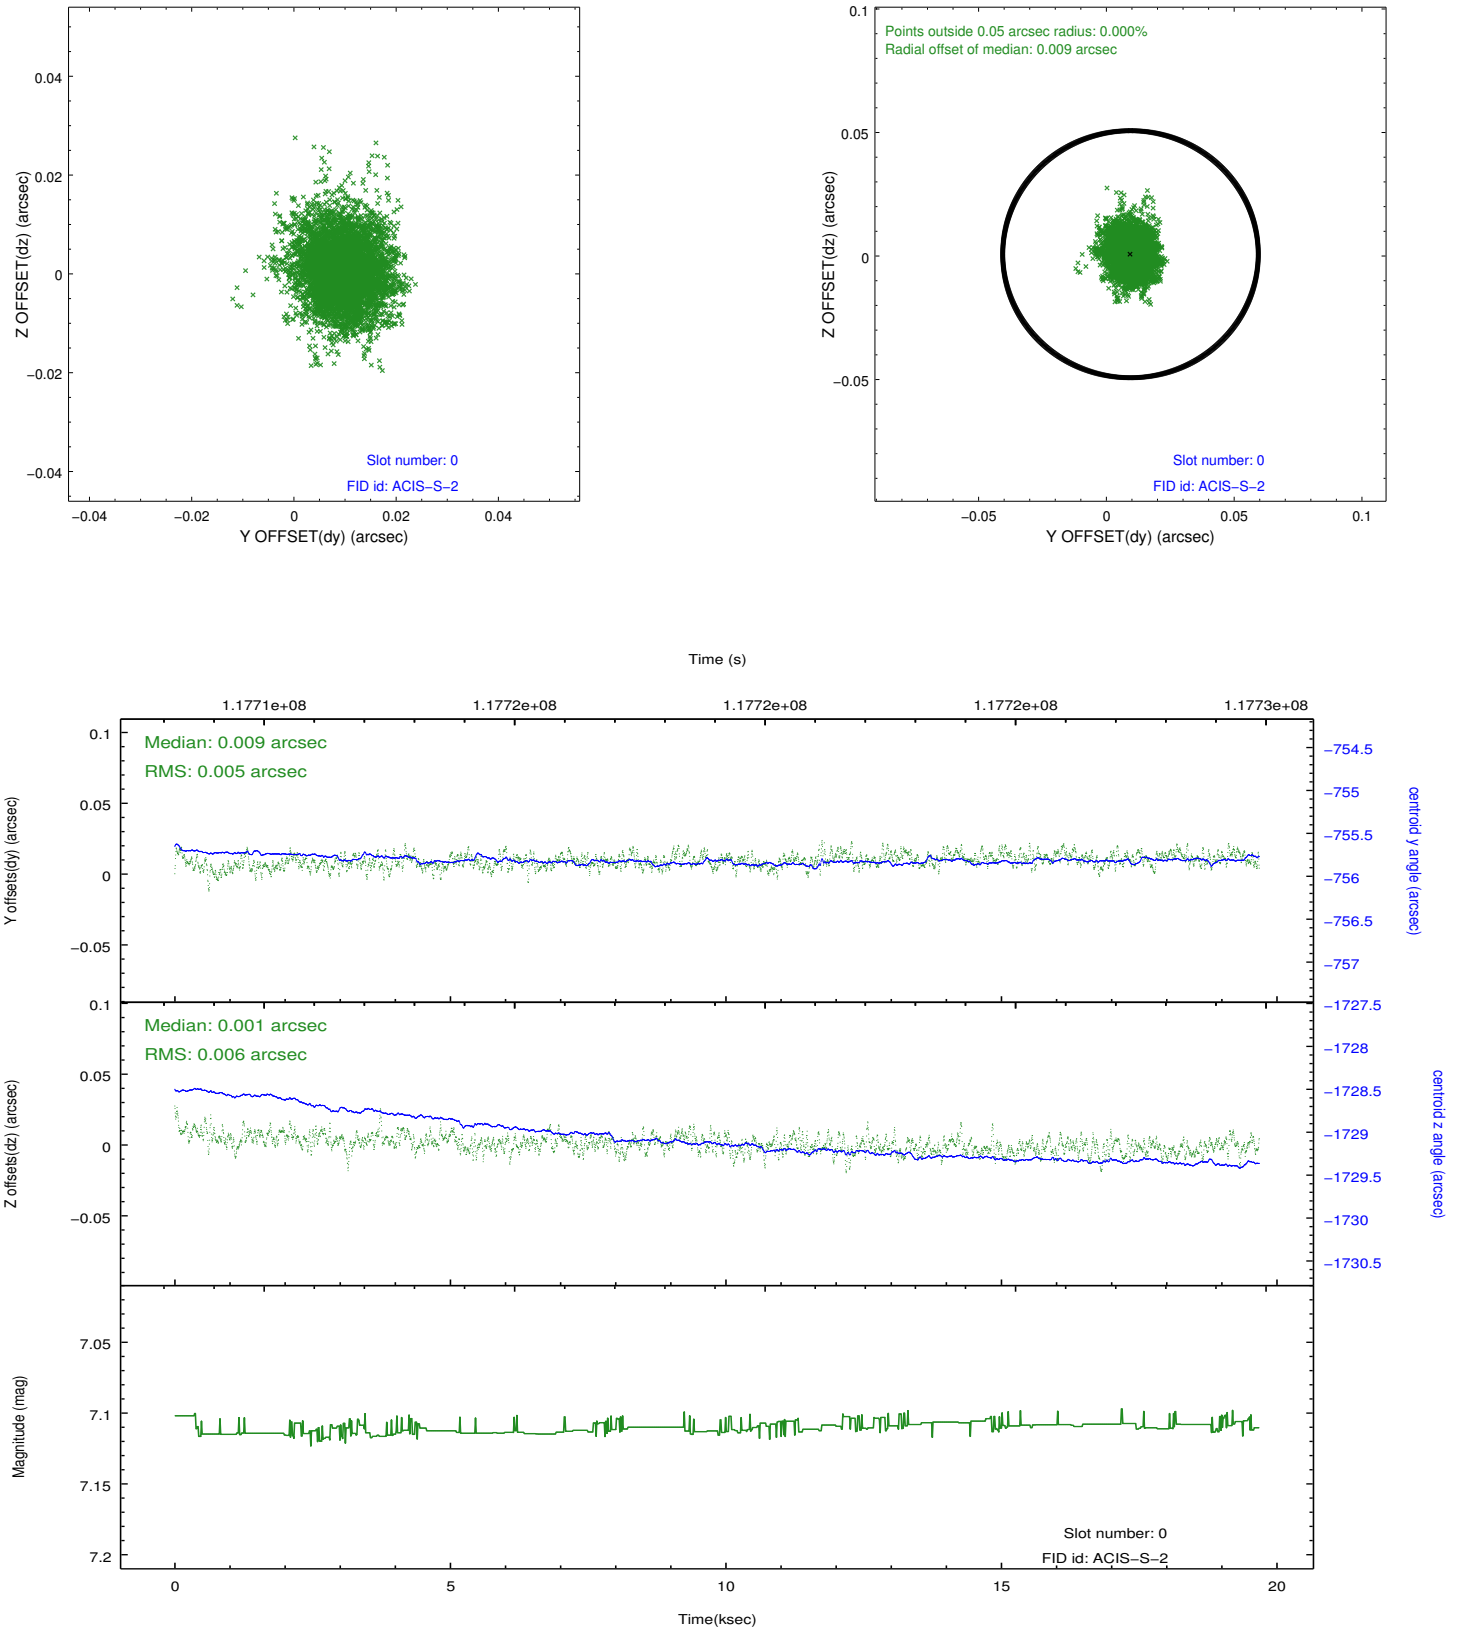 0.04
0.02
0
−0.02
−0.04
Z OFFSET(dz) (arcsec)
Slot number: 0
FID id: ACIS−S−2
−0.04
−0.02
0
0.02
0.04
Y OFFSET(dy) (arcsec)
0.1
0.05
0
−0.05
Z OFFSET(dz) (arcsec)
Points outside 0.05 arcsec radius: 0.000%
Radial offset of median: 0.009 arcsec
Slot number: 0
FID id: ACIS−S−2
−0.05
0
0.05
0.1
Y OFFSET(dy) (arcsec)
Time (s)
1.1771e+08
1.1772e+08
1.1772e+08
1.1772e+08
1.1773e+08
0.1
0.05
0
−0.05
Y offsets(dy) (arcsec)
Median: 0.009 arcsec
RMS: 0.005 arcsec
−754.5
−755
−755.5
−756
−756.5
−757
centroid y angle (arcsec)
0.1
0.05
0
−0.05
Z offsets(dz) (arcsec)
Median: 0.001 arcsec
RMS: 0.006 arcsec
−1727.5
−1728
−1728.5
−1729
−1729.5
−1730
−1730.5
centroid z angle (arcsec)
7.05
7.1
7.15
7.2
Magnitude (mag)
Slot number: 0
FID id: ACIS−S−2
0
5
10
15
20
Time(ksec)